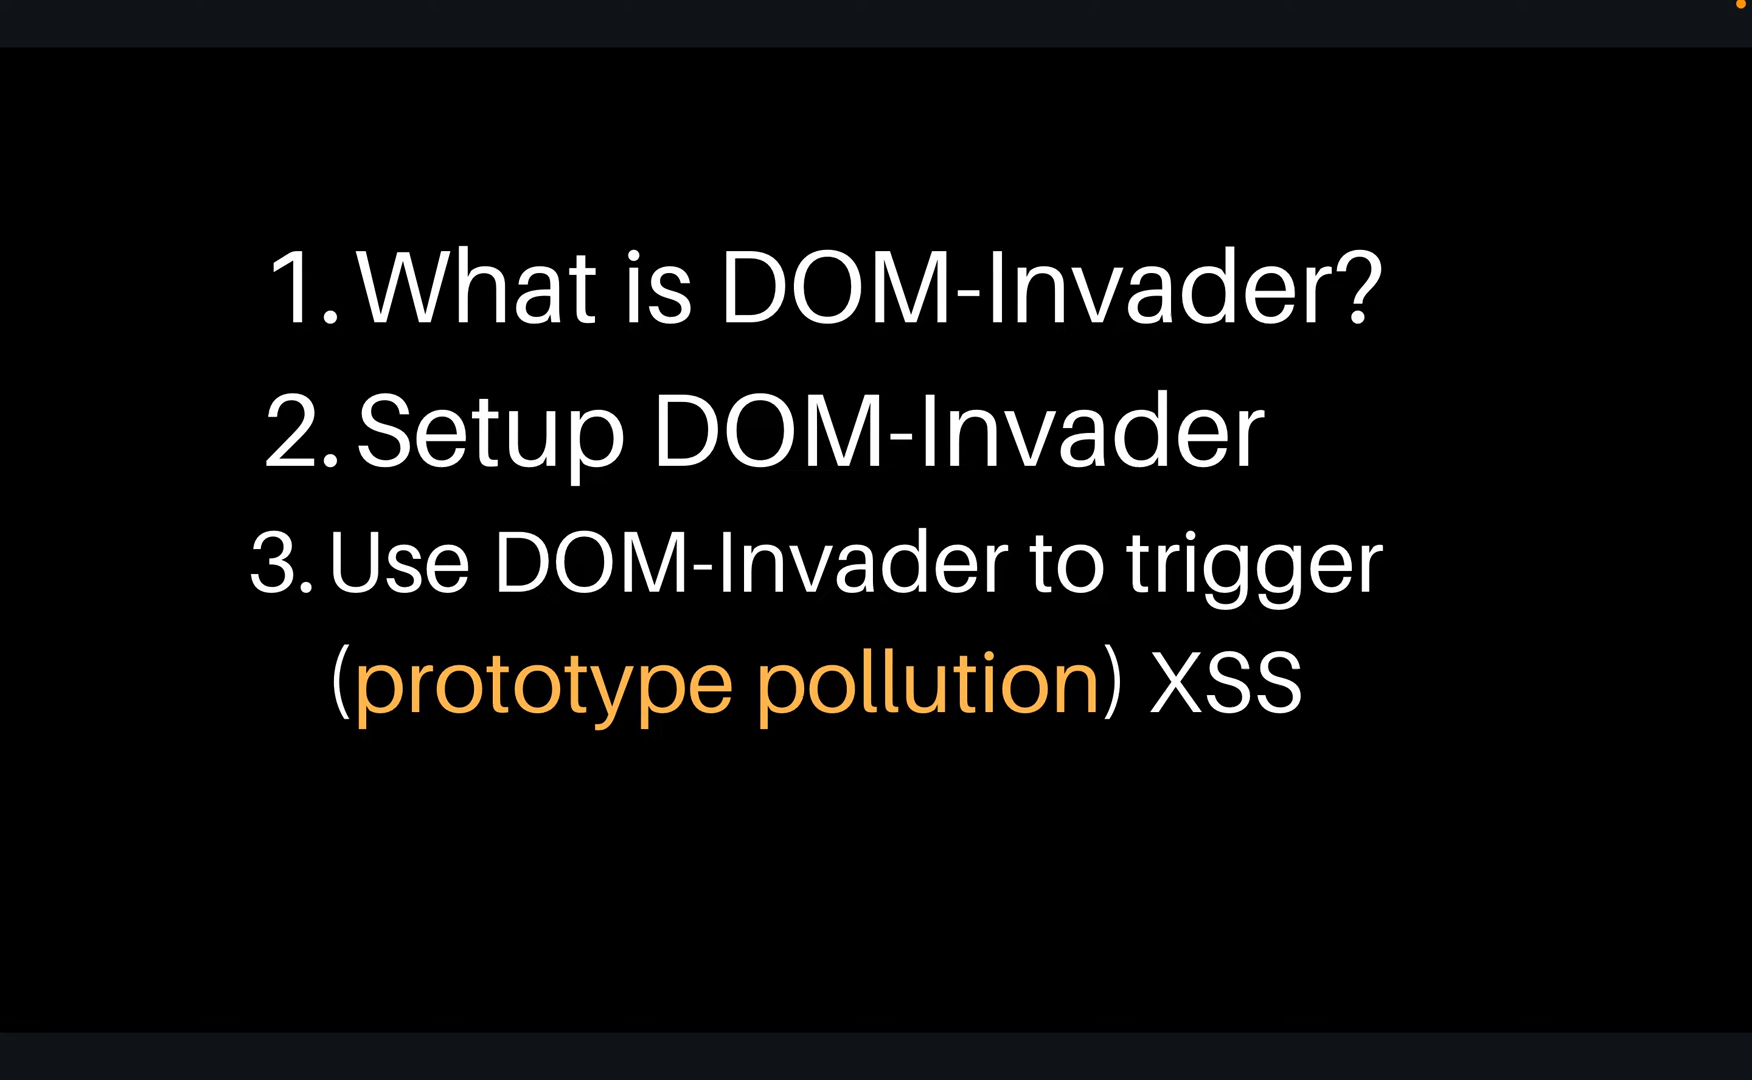 1. What is DOM-Invader?
2. Setup DOM-Invader
3. Use DOM-Invader to trigger
(prototype pollution) XSS